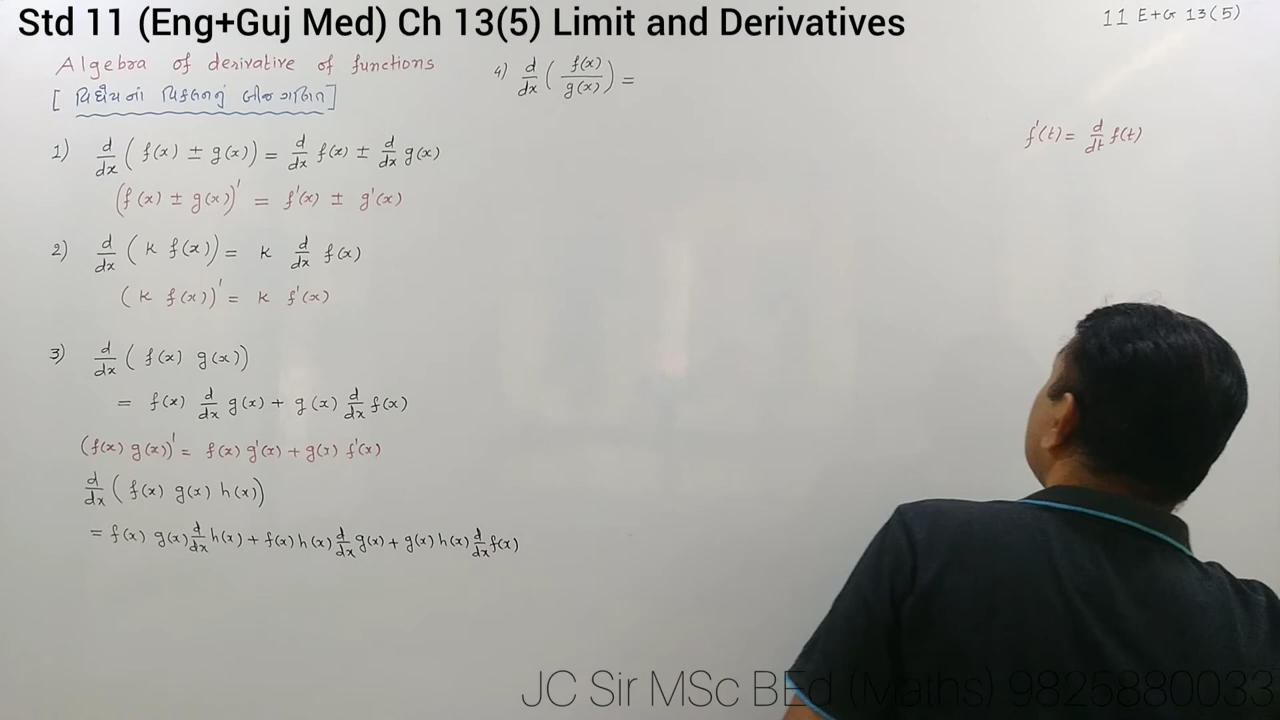 Std 11 (Eng+Guj Med) Ch 13(5) Limit and Derivatives
11 E+G 13(5)
Algebra of derivative of functions
[ વિધેયનાં વિકલનનું બીજ ગણિત ]
1) d/dx ( f(x) ± g(x) ) = d/dx f(x) ± d/dx g(x)
(f(x) ± g(x))' = f'(x) ± g'(x)
2) d/dx ( k f(x) ) = k d/dx f(x)
( k f(x) )' = k f'(x)
3) d/dx ( f(x) g(x) )
= f(x) d/dx g(x) + g(x) d/dx f(x)
(f(x) g(x))' = f(x) g'(x) + g(x) f'(x)
d/dx ( f(x) g(x) h(x) )
= f(x) g(x) d/dx h(x) + f(x) h(x) d/dx g(x) + g(x) h(x) d/dx f(x)
4) d/dx ( f(x)/g(x) ) =
f'(t) = d/dt f(t)
JC Sir MSc BEd (Maths) 9825880033